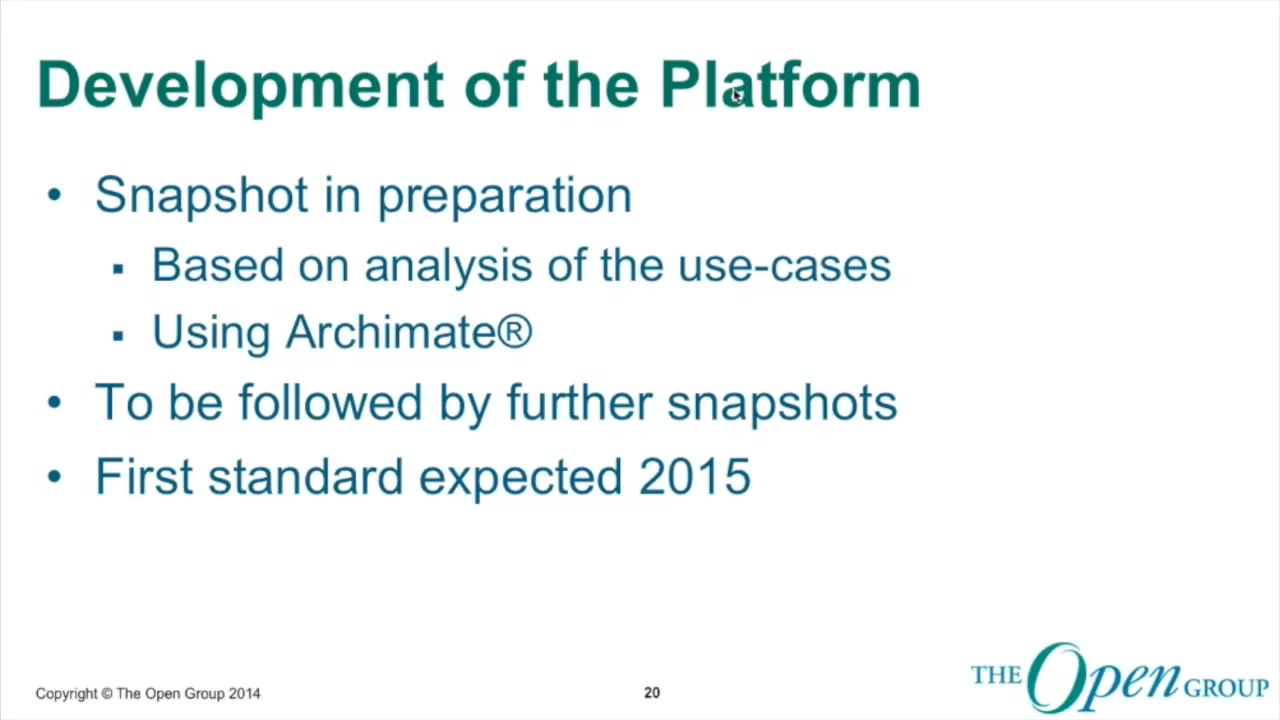 Development of the Platform
• Snapshot in preparation
▪ Based on analysis of the use-cases
▪ Using Archimate®
• To be followed by further snapshots
• First standard expected 2015
Copyright © The Open Group 2014
20
THE Open GROUP